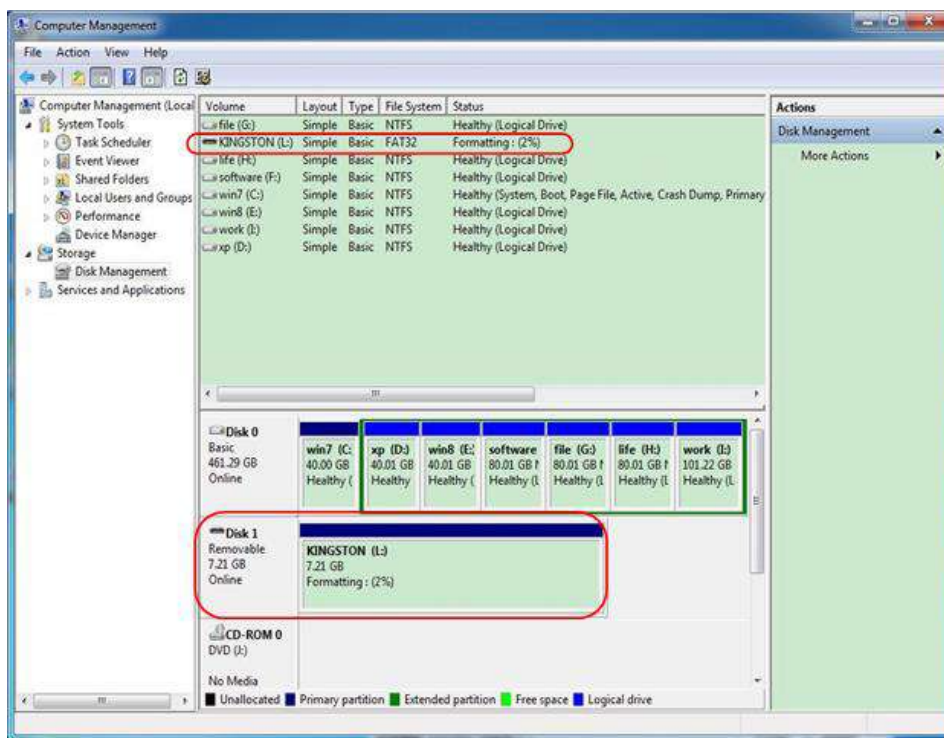 Computer Management
File Action View Help
Computer Management (Local
System Tools
Task Scheduler
Event Viewer
Shared Folders
Local Users and Groups
Performance
Device Manager
Storage
Disk Management
Services and Applications
Volume Layout Type File System Status
file (G:) Simple Basic NTFS Healthy (Logical Drive)
KINGSTON (L:) Simple Basic FAT32 Formatting : (2%)
life (H:) Simple Basic NTFS Healthy (Logical Drive)
software (F:) Simple Basic NTFS Healthy (Logical Drive)
win7 (C:) Simple Basic NTFS Healthy (System, Boot, Page File, Active, Crash Dump, Primary
win8 (E:) Simple Basic NTFS Healthy (Logical Drive)
work (I:) Simple Basic NTFS Healthy (Logical Drive)
xp (D:) Simple Basic NTFS Healthy (Logical Drive)
Actions
Disk Management
More Actions
Disk 0
Basic
461.29 GB
Online
win7 (C:
40.00 GB
Healthy (
xp (D:)
40.01 GB
Healthy
win8 (E:
40.01 GB
Healthy (
software
80.01 GB N
Healthy (L
file (G:)
80.01 GB N
Healthy (L
life (H:)
80.01 GB N
Healthy (L
work (I:)
101.22 GB
Healthy (L
Disk 1
Removable
7.21 GB
Online
KINGSTON (L:)
7.21 GB
Formatting : (2%)
CD-ROM 0
DVD (J:)
No Media
Unallocated Primary partition Extended partition Free space Logical drive